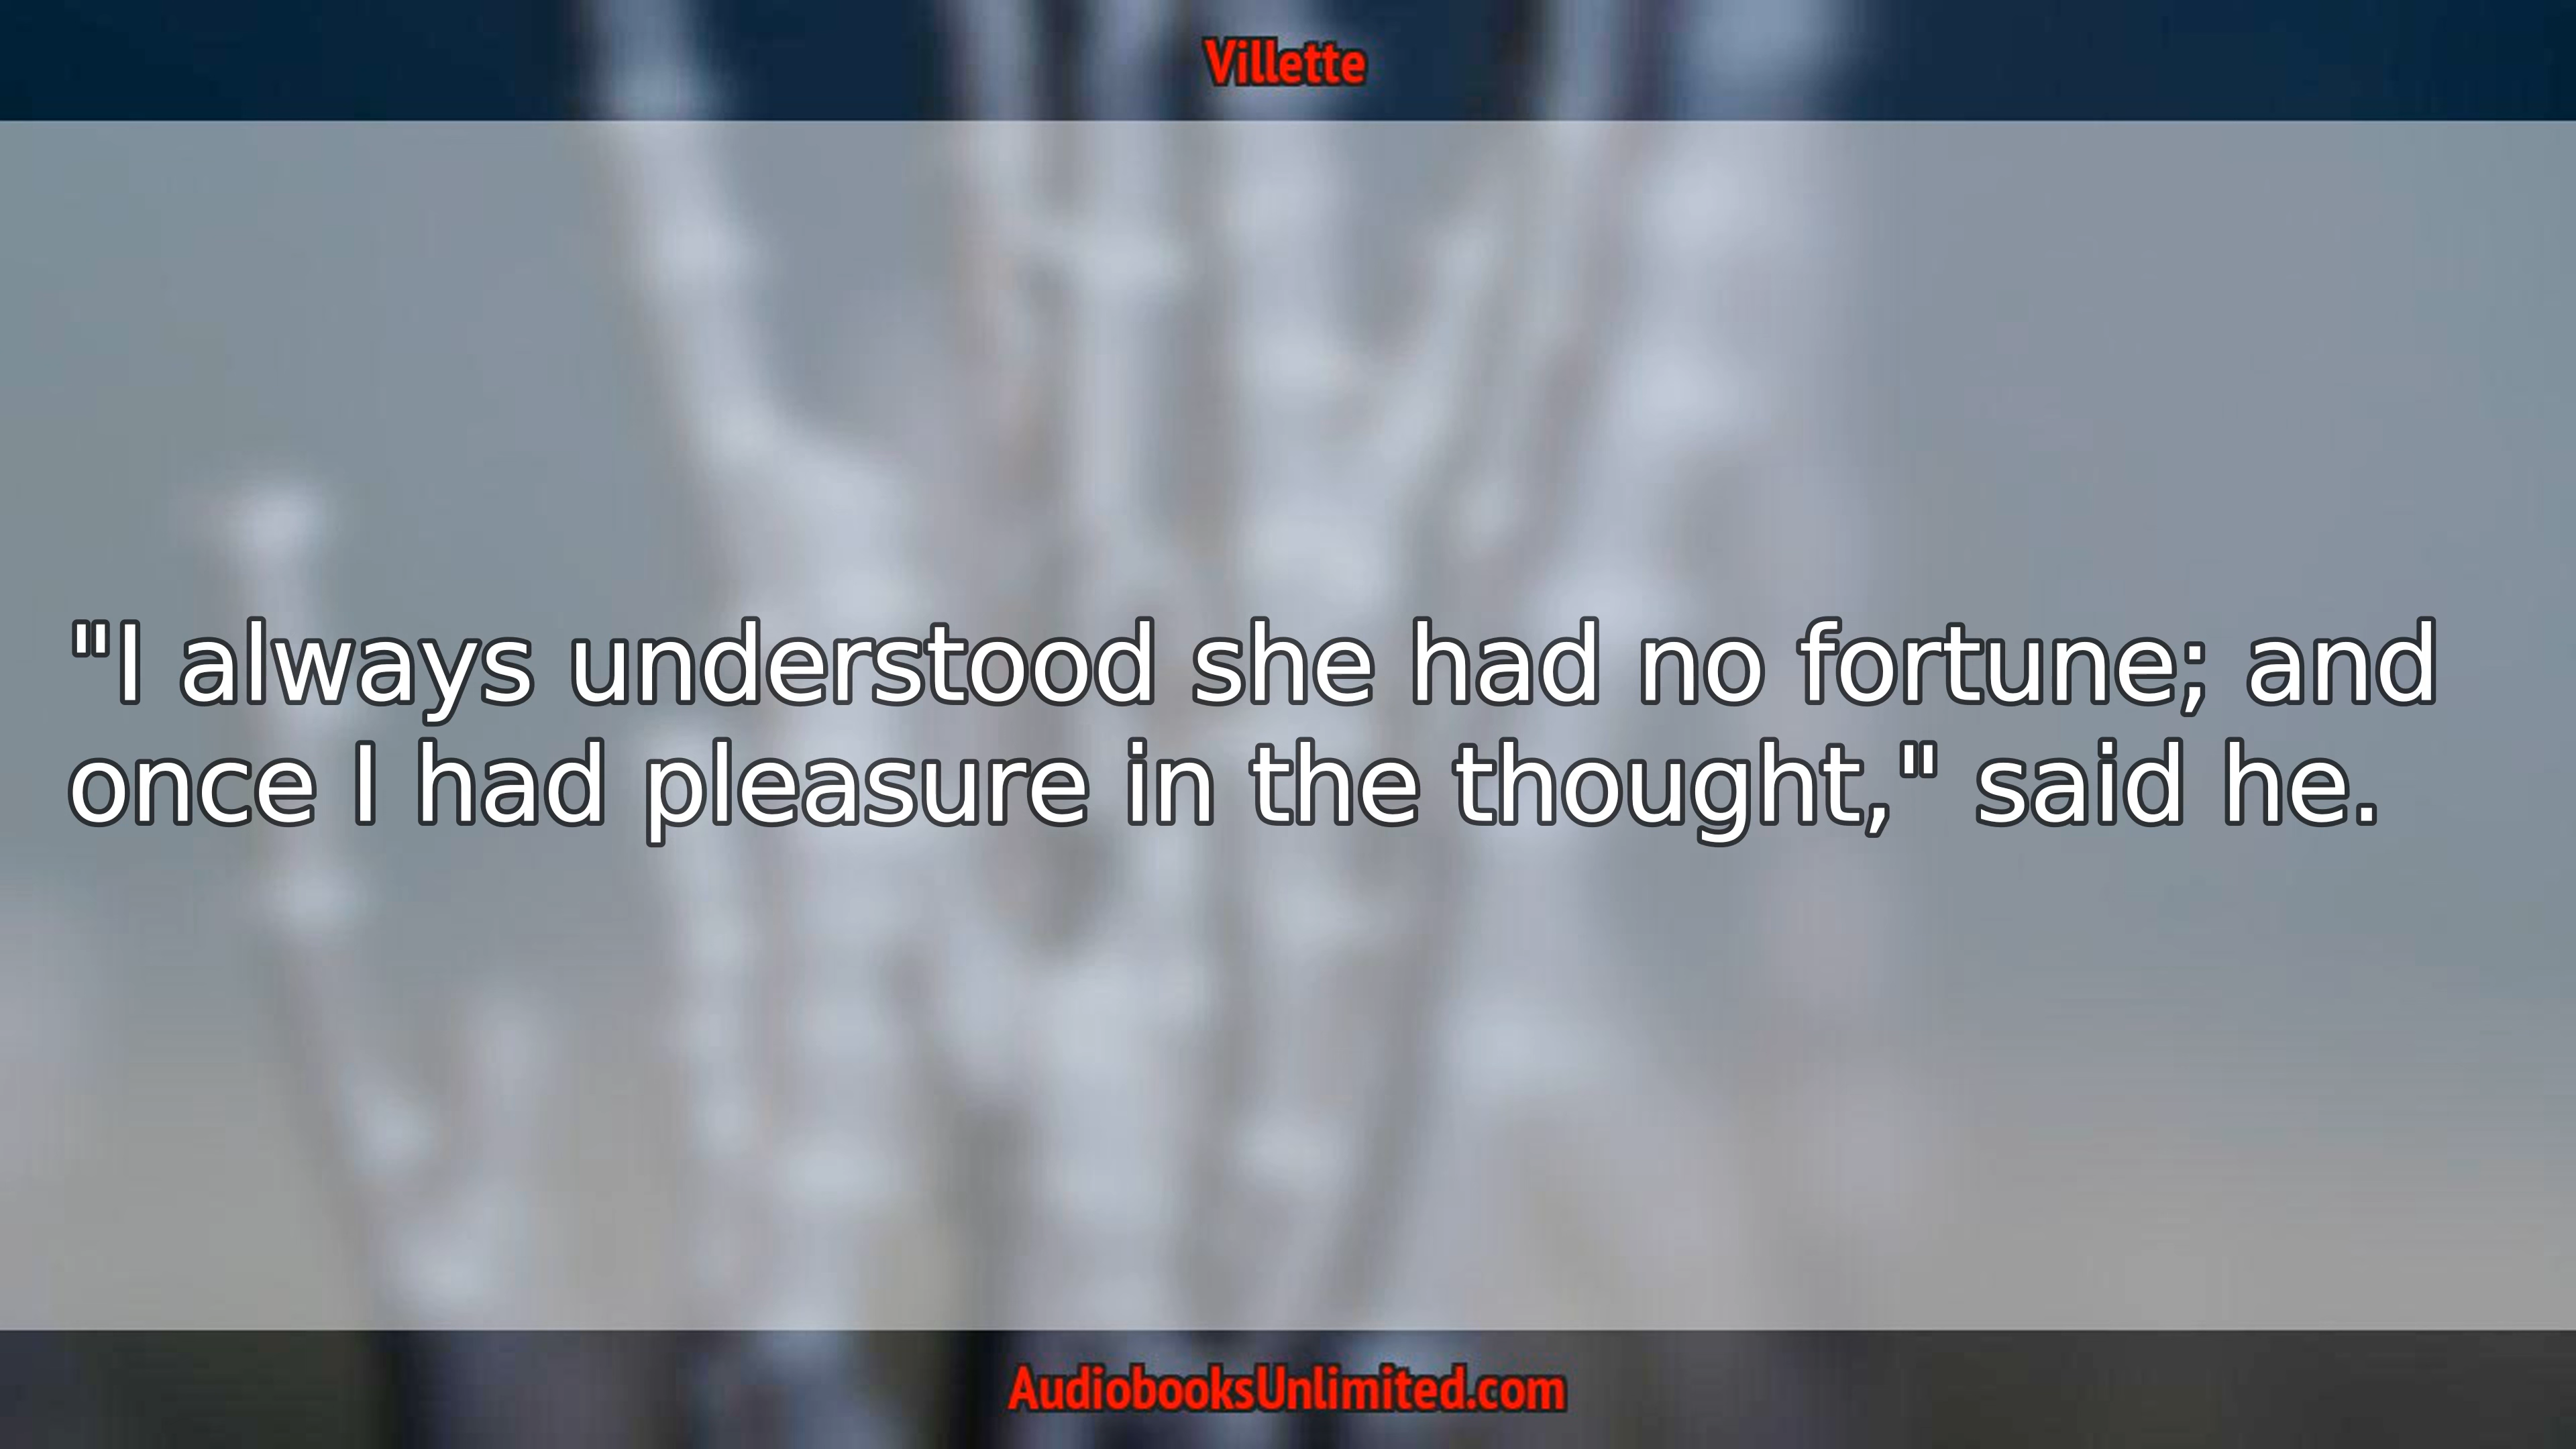 Villette
"I always understood she had no fortune; and
once I had pleasure in the thought," said he.
AudiobooksUnlimited.com